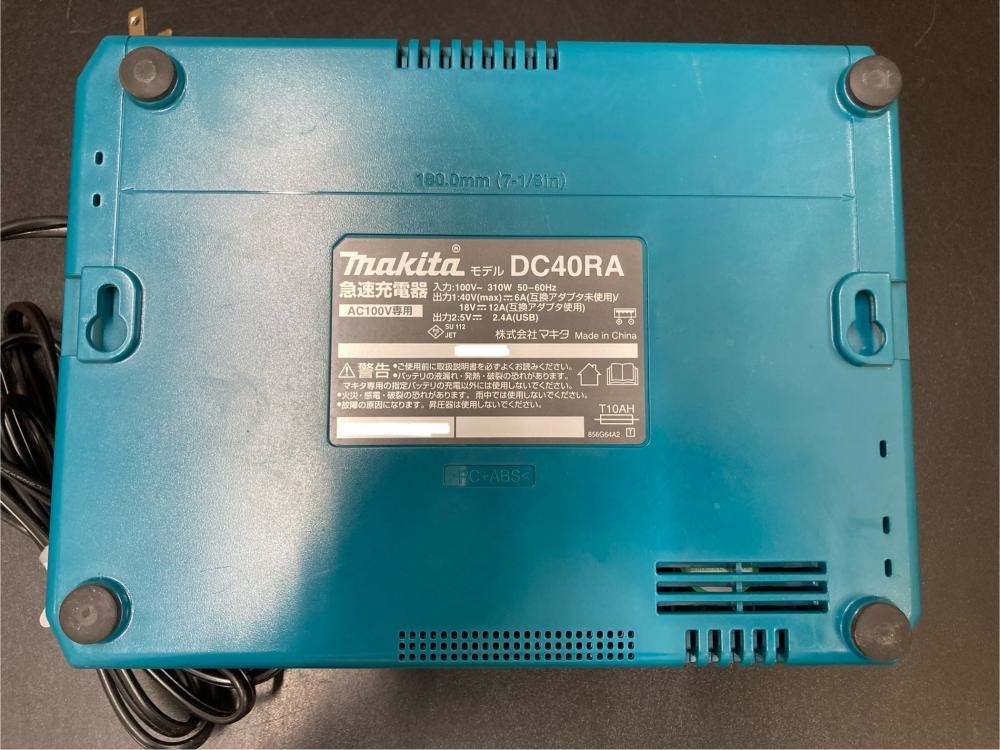 180.0mm (7-1/8in)
makita® モデル DC40RA
急速充電器
AC100V専用
入力:100V~ 310W 50–60Hz
出力1:40V(max)⎓6A(互換アダプタ未使用)/
18V⎓12A(互換アダプタ使用)
出力2:5V⎓ 2.4A(USB)
SU 112
JET
株式会社マキタ Made in China
警告
•ご使用前に取扱説明書を必ずよくお読みください。
•バッテリの液漏れ・発熱・破裂の恐れがあります。
マキタ専用の指定バッテリの充電以外には使用しないでください。
•火災・感電・破裂の恐れがあります。雨中では使用しないでください。
•故障の原因になります。昇圧器は使用しないでください。
T10AH
856G64A2 T
>PC+ABS<